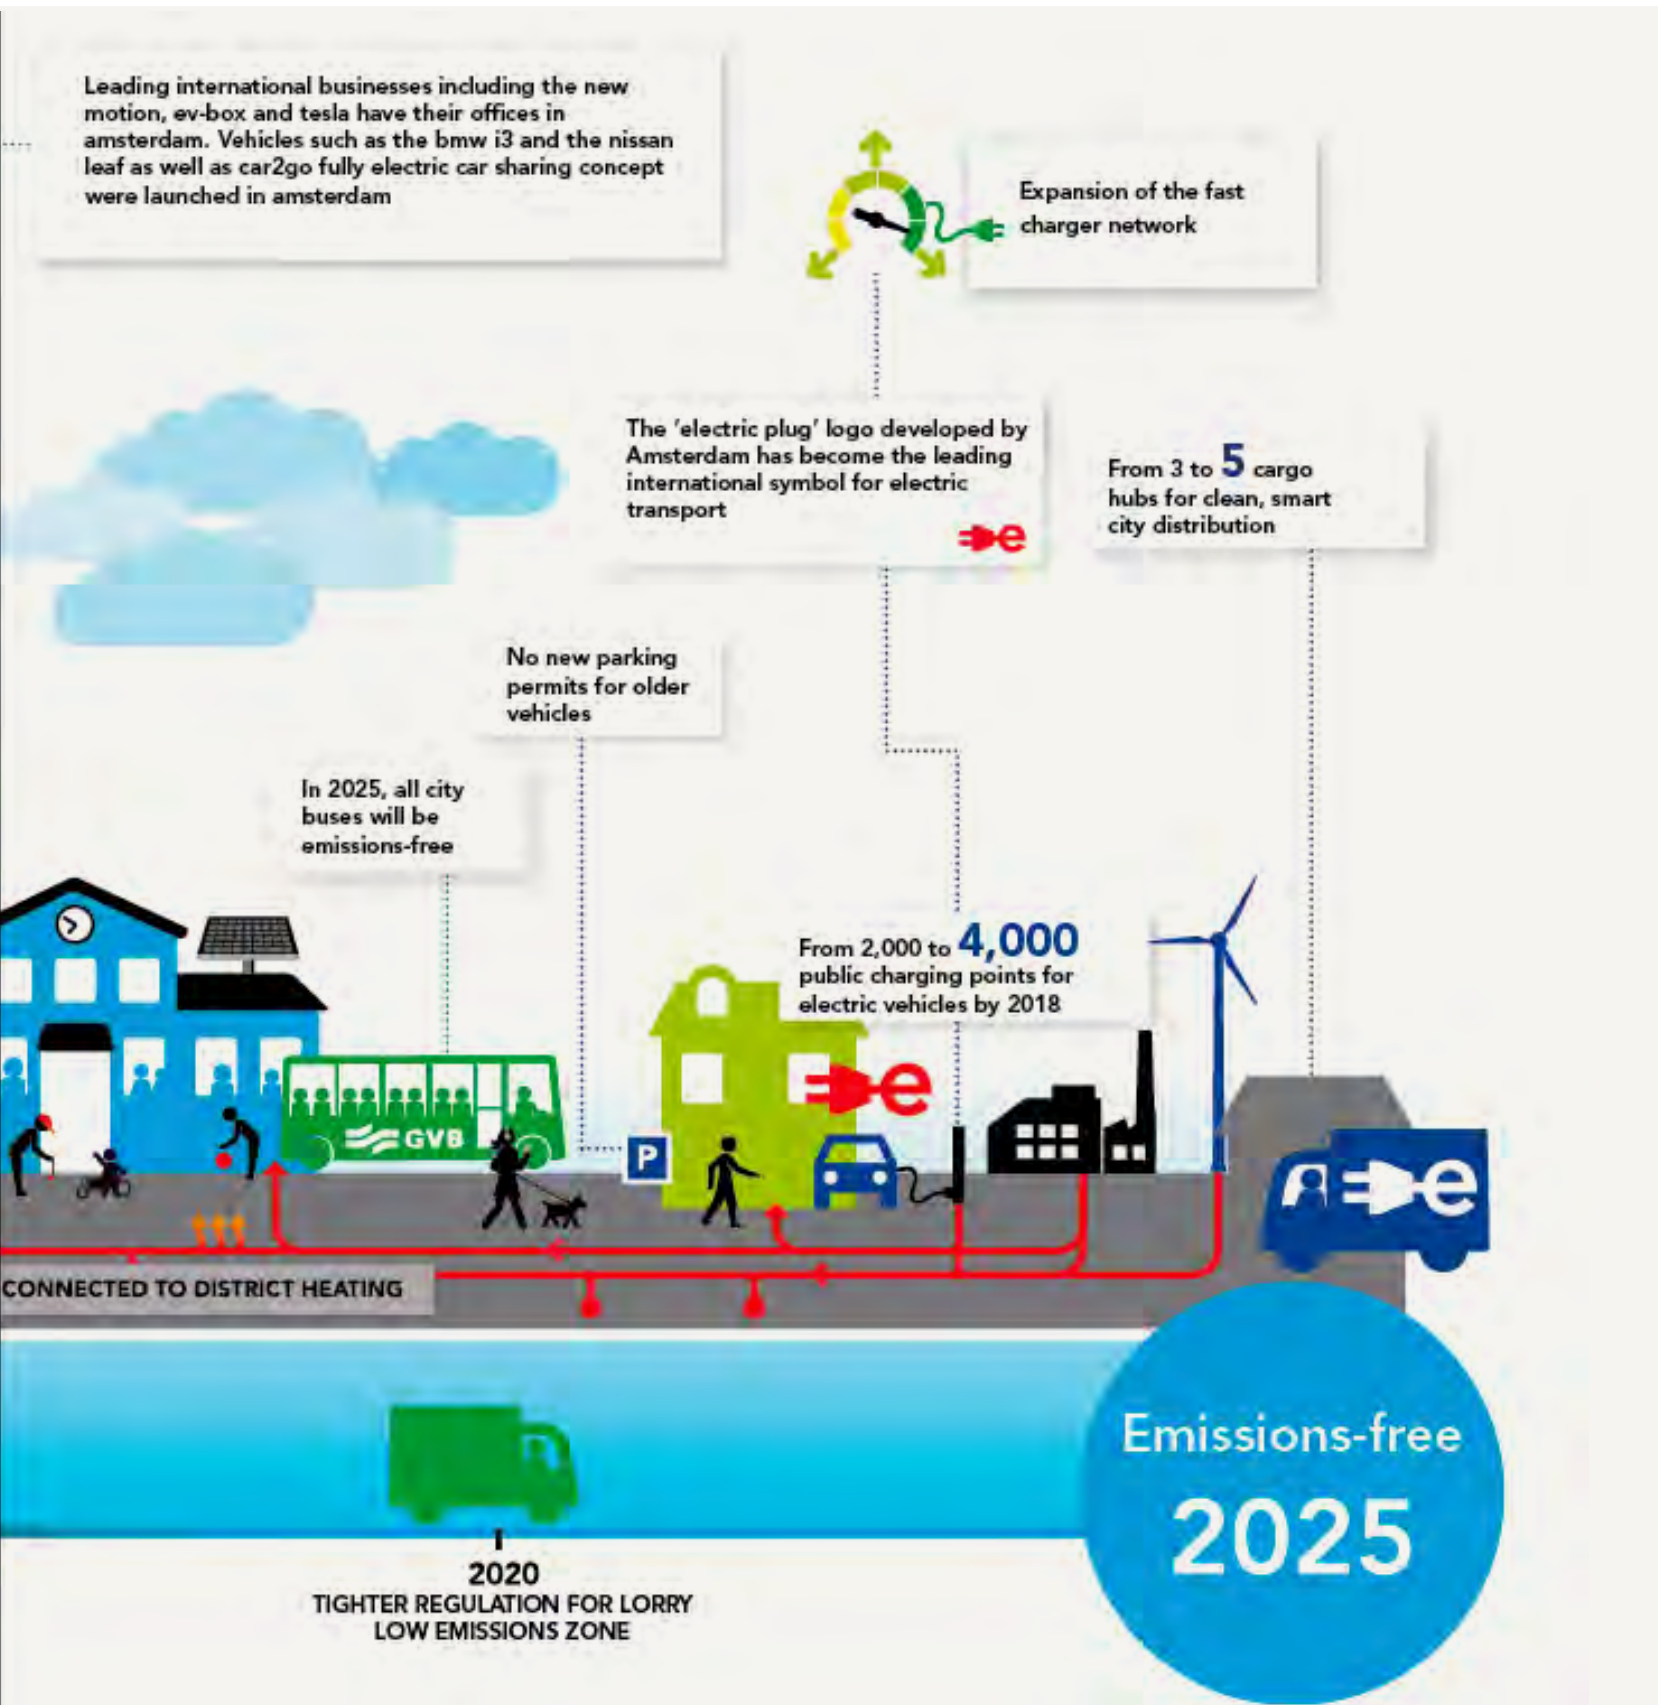 Leading international businesses including the new
motion, ev-box and tesla have their offices in
amsterdam. Vehicles such as the bmw i3 and the nissan
leaf as well as car2go fully electric car sharing concept
were launched in amsterdam
Expansion of the fast
charger network
The 'electric plug' logo developed by
Amsterdam has become the leading
international symbol for electric
transport
e
From 3 to 5 cargo
hubs for clean, smart
city distribution
No new parking
permits for older
vehicles
In 2025, all city
buses will be
emissions-free
From 2,000 to 4,000
public charging points for
electric vehicles by 2018
e
GVB
P
e
CONNECTED TO DISTRICT HEATING
Emissions-free
2025
2020
TIGHTER REGULATION FOR LORRY
LOW EMISSIONS ZONE